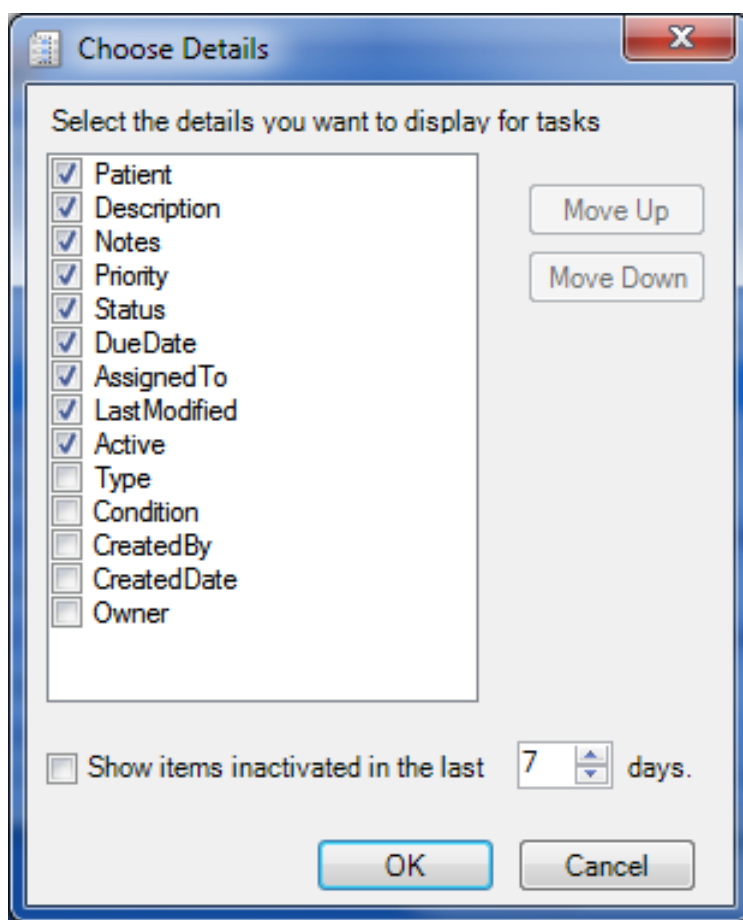 Choose Details
Select the details you want to display for tasks
Patient
Description
Notes
Priority
Status
DueDate
AssignedTo
LastModified
Active
Type
Condition
CreatedBy
CreatedDate
Owner
Move Up
Move Down
Show items inactivated in the last 7 days.
OK Cancel